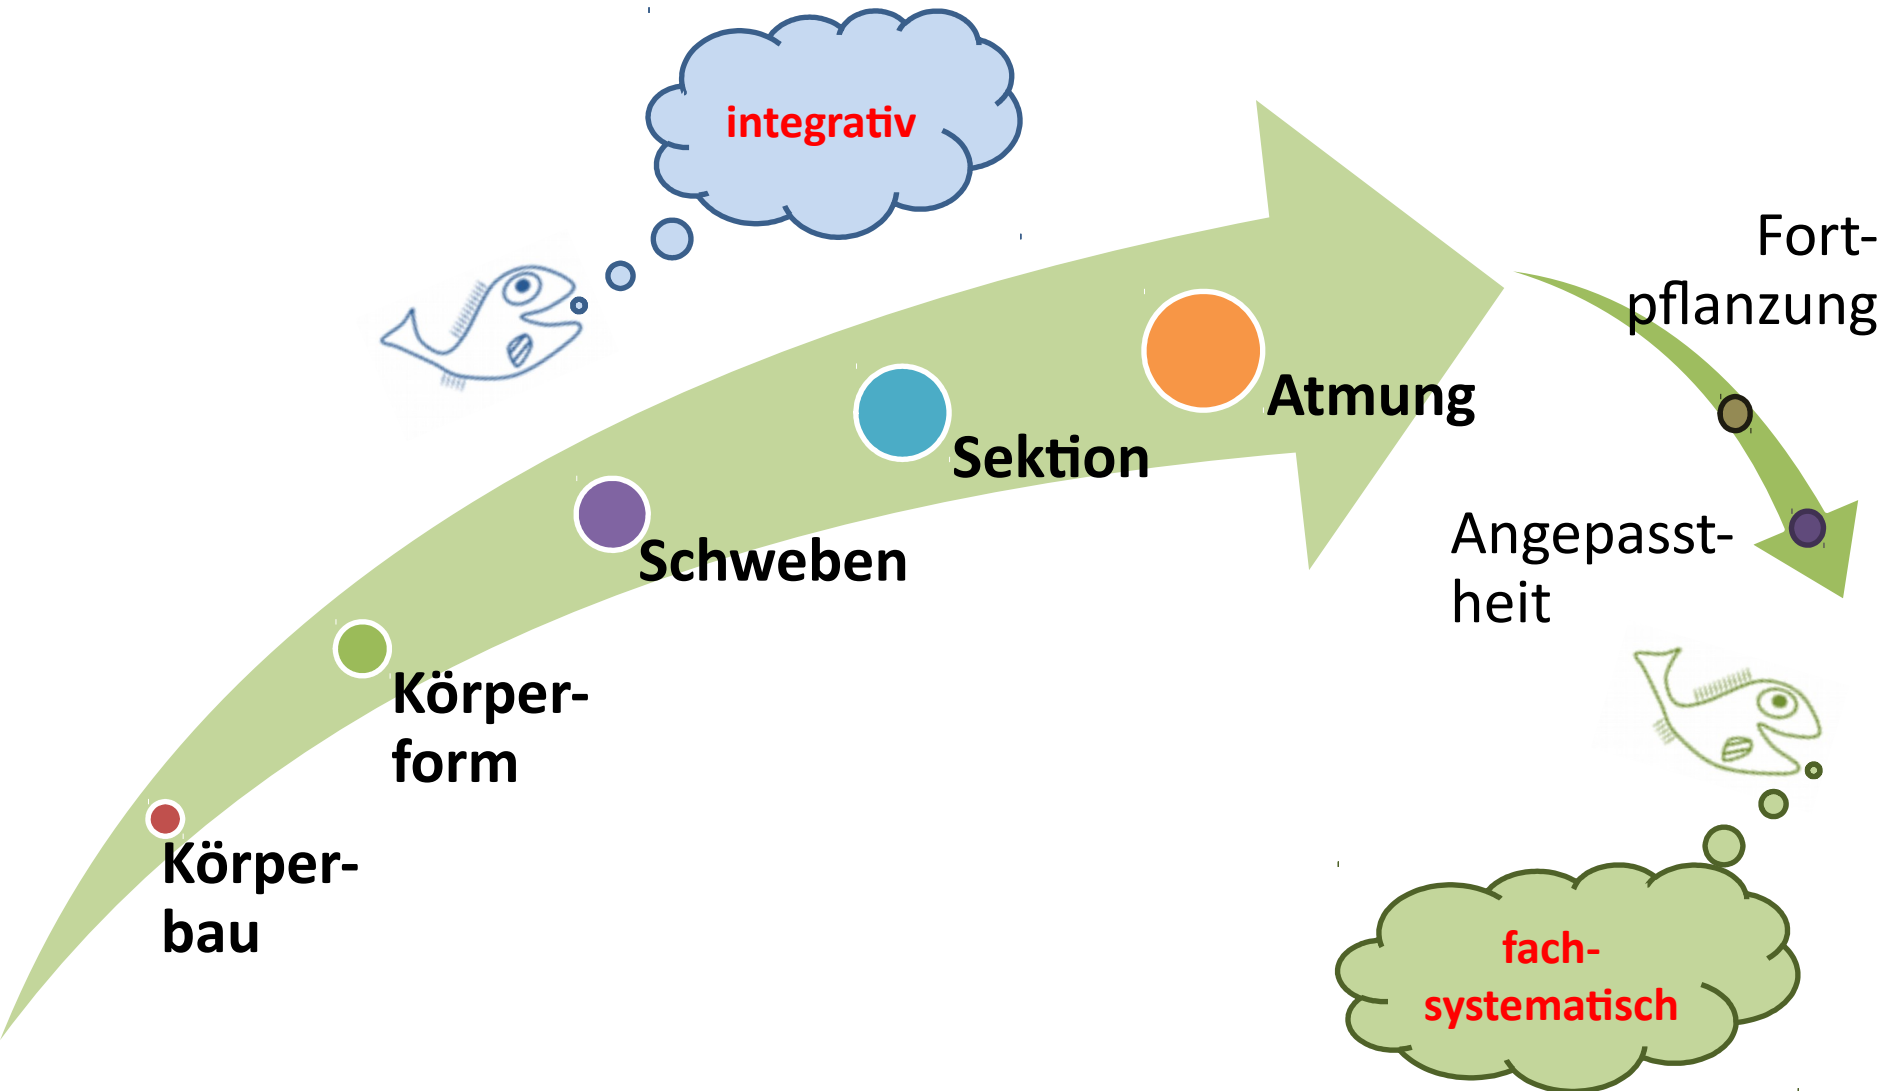 integrativ
Fort-
pflanzung
Atmung
Sektion
Angepasst-
heit
Schweben
Körper-
form
Körper-
bau
fach-
systematisch